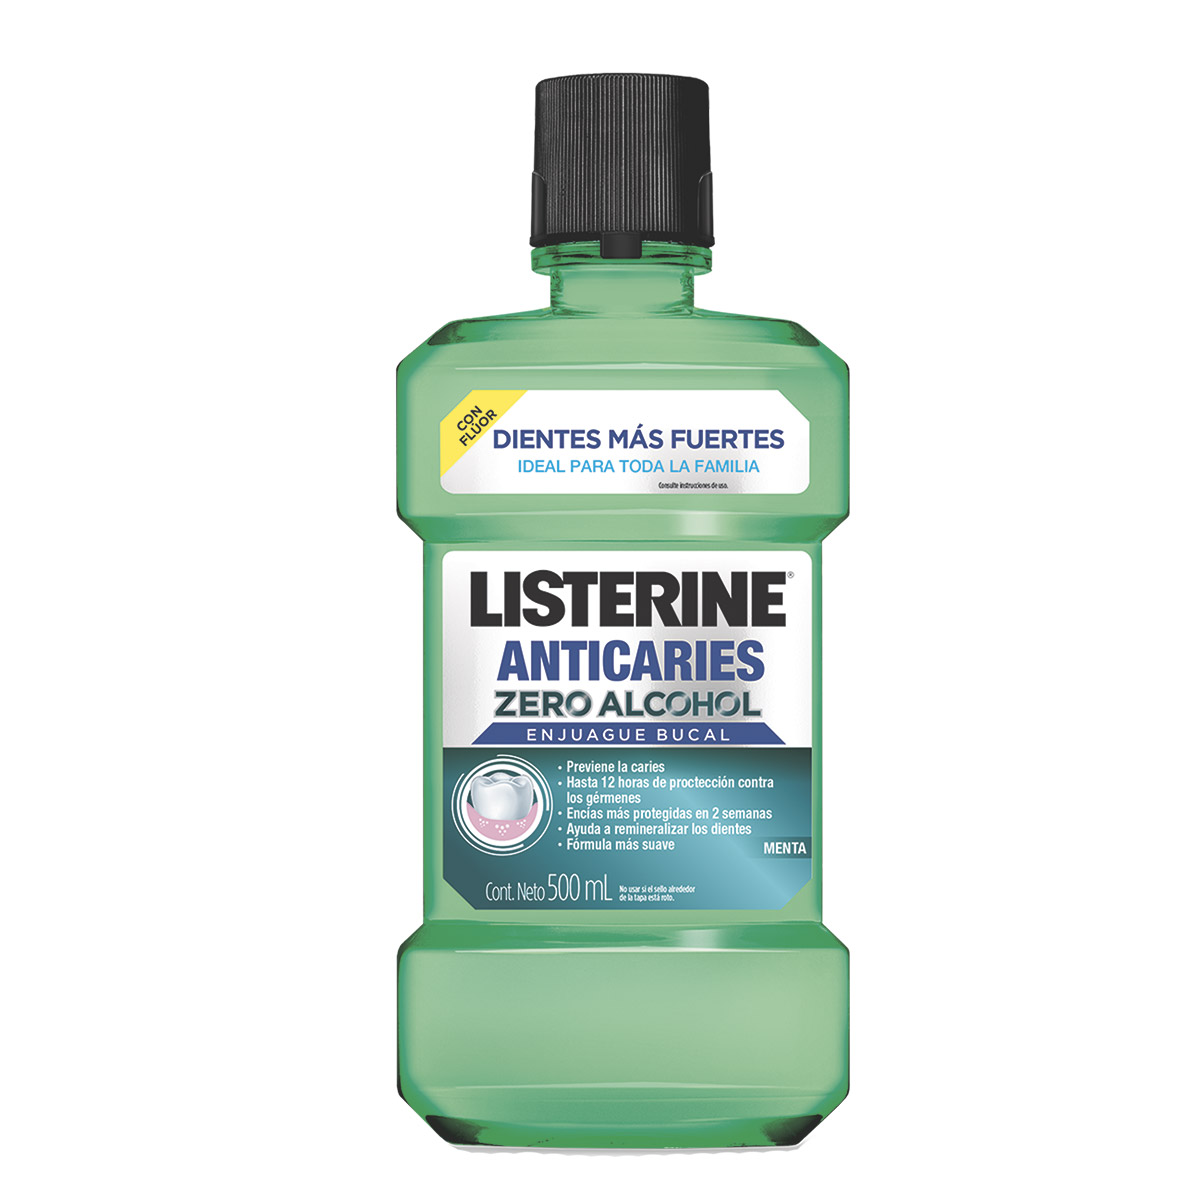 CON
FLÚOR
DIENTES MÁS FUERTES
IDEAL PARA TODA LA FAMILIA
Consulte instrucciones de uso.
LISTERINE®
ANTICARIES
ZERO ALCOHOL
ENJUAGUE BUCAL
• Previene la caries
• Hasta 12 horas de proctección contra
los gérmenes
• Encías más protegidas en 2 semanas
• Ayuda a remineralizar los dientes
• Fórmula más suave
MENTA
Cont. Neto 500 mL
No usar si el sello alrededor
de la tapa está roto.